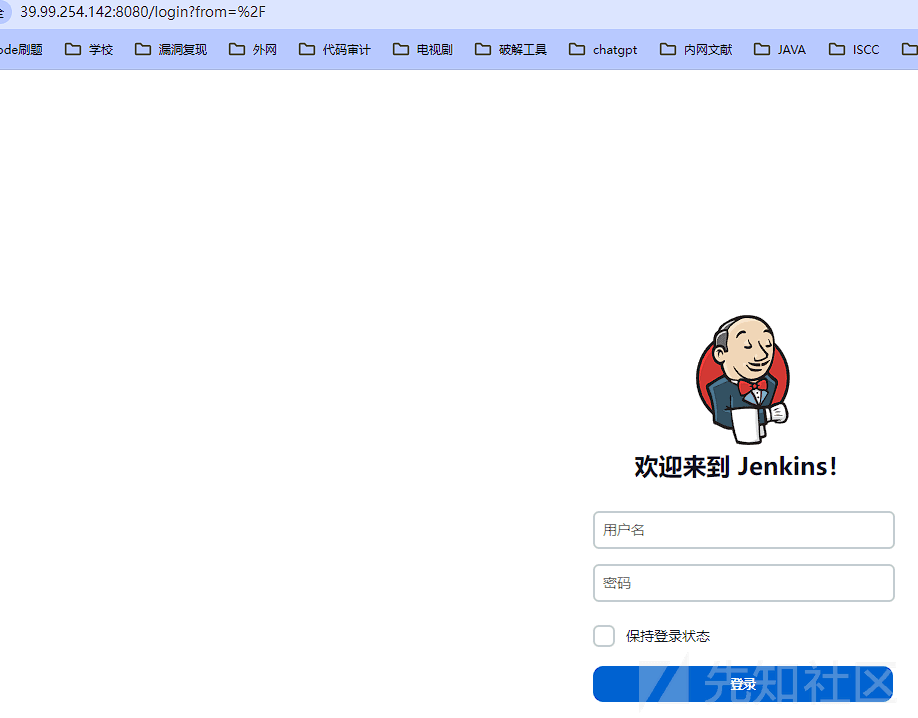 39.99.254.142:8080/login?from=%2F
ode刷题 学校 漏洞复现 外网 代码审计 电视剧 破解工具 chatgpt 内网文献 JAVA ISCC
欢迎来到 Jenkins!
用户名
密码
保持登录状态
登录
先知社区